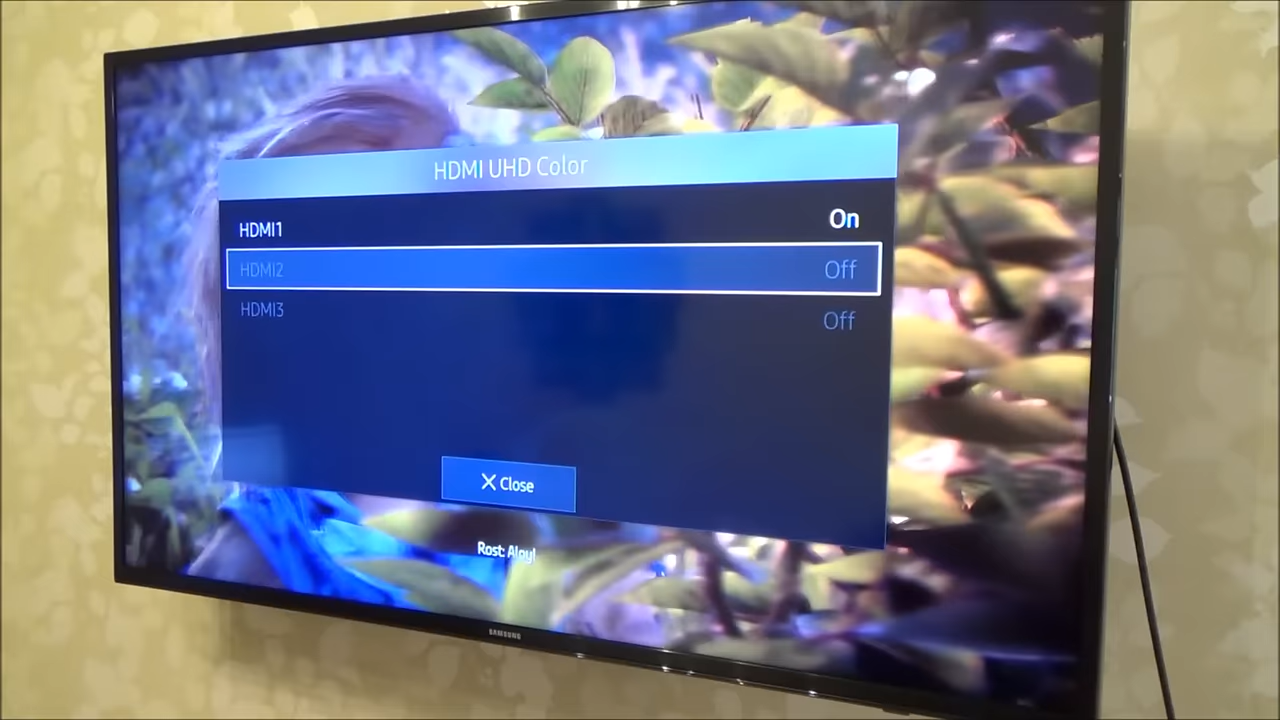 HDMI UHD Color
HDMI1 On
HDMI2 Off
HDMI3 Off
Close
Rost: Aloy!
SAMSUNG